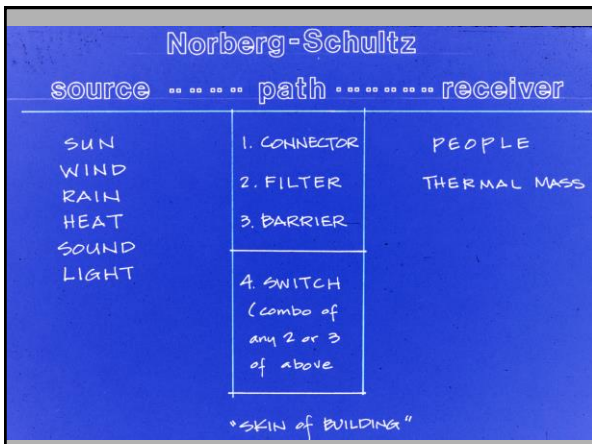 Norberg-Schultz
source ······· path ········· receiver
SUN
WIND
RAIN
HEAT
SOUND
LIGHT
1. CONNECTOR
2. FILTER
3. BARRIER
4. SWITCH
(combo of
any 2 or 3
of above
PEOPLE
THERMAL MASS
"SKIN of BUILDING"